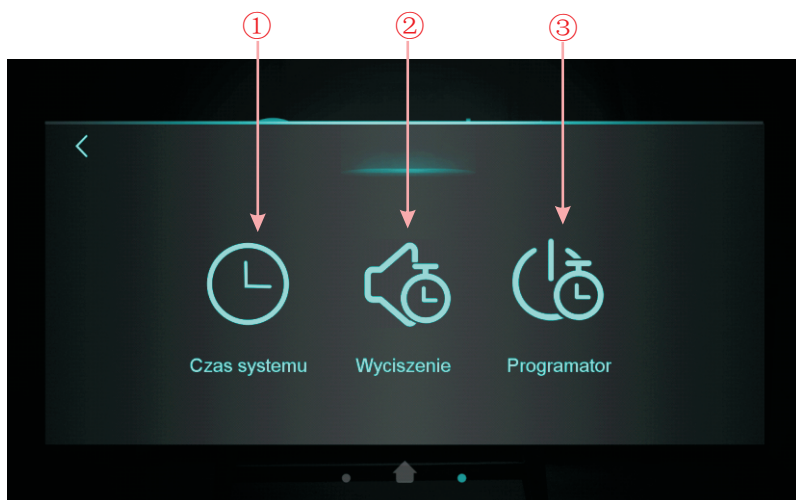 ① ② ③
Czas systemu Wyciszenie Programator